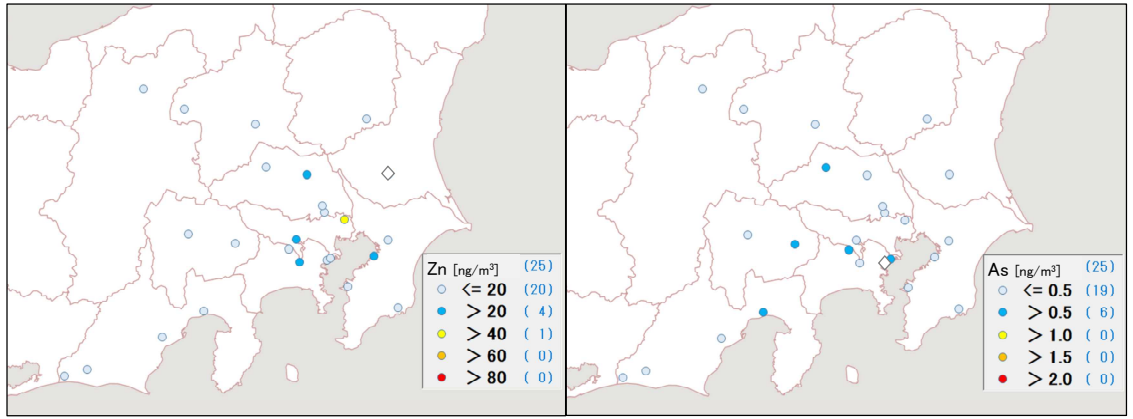 Zn [ng/m³] (25)
<= 20 (20)
> 20 ( 4)
> 40 ( 1)
> 60 ( 0)
> 80 ( 0)
As [ng/m³] (25)
<= 0.5 (19)
> 0.5 ( 6)
> 1.0 ( 0)
> 1.5 ( 0)
> 2.0 ( 0)